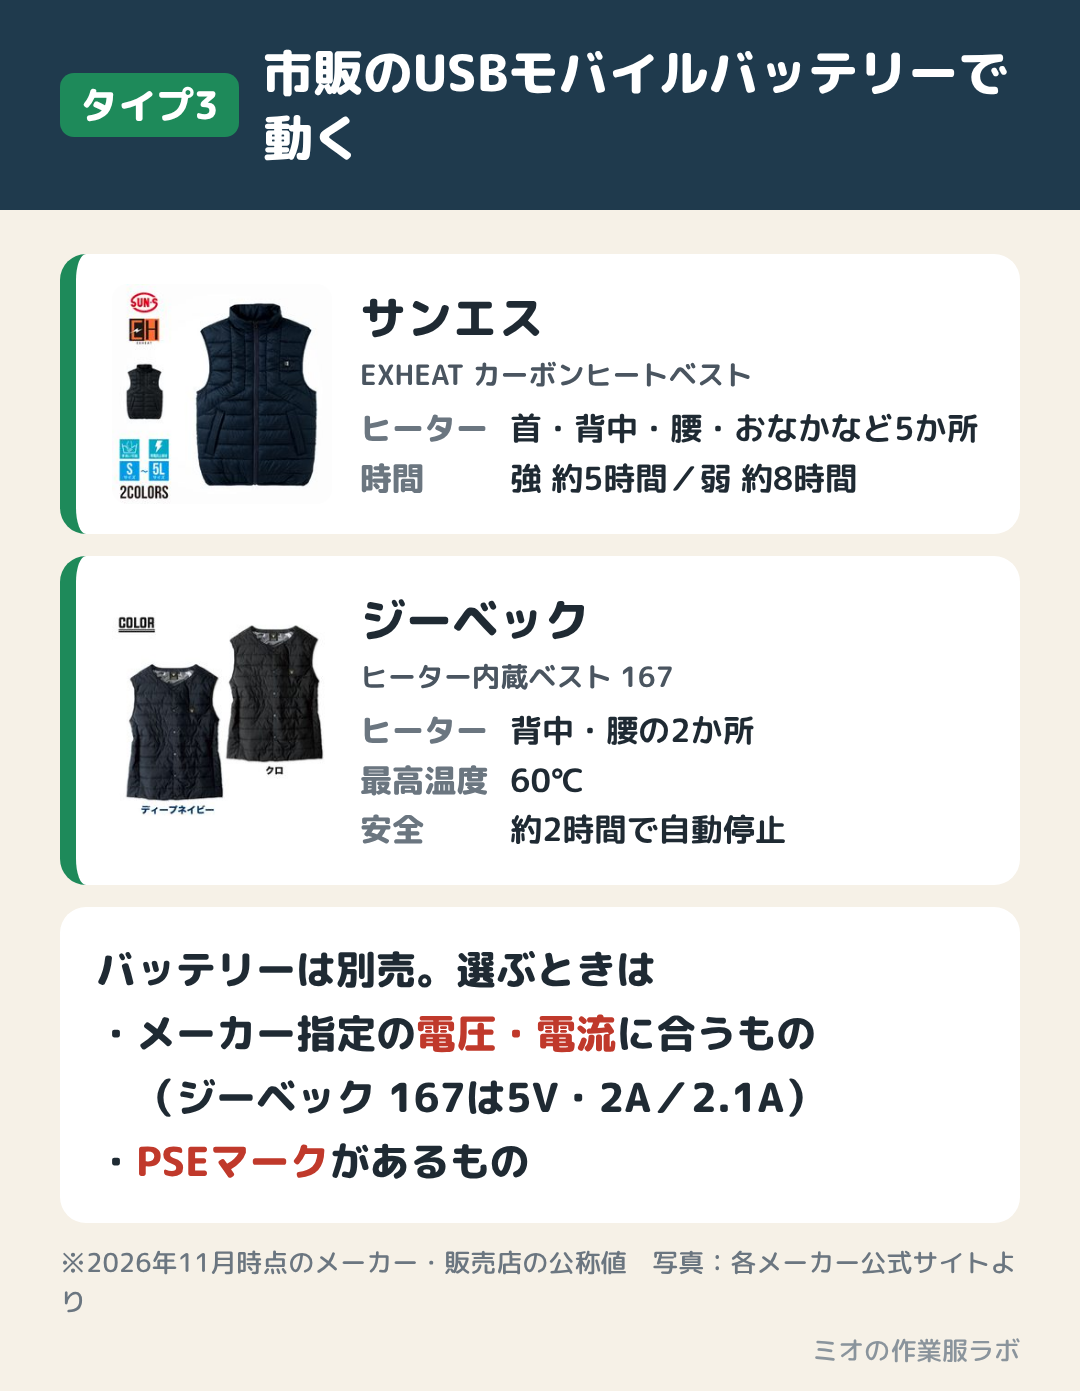 タイプ3
市販のUSBモバイルバッテリーで
動く
SUN-S
EH
EXHEAT
S
～
5L
サイズ
サイズ
2COLORS
サンエス
EXHEAT カーボンヒートベスト
ヒーター 首・背中・腰・おなかなど5か所
時間 強 約5時間／弱 約8時間
COLOR
クロ
ディープネイビー
ジーベック
ヒーター内蔵ベスト 167
ヒーター 背中・腰の2か所
最高温度 60℃
安全 約2時間で自動停止
バッテリーは別売。選ぶときは
・メーカー指定の電圧・電流に合うもの
（ジーベック 167は5V・2A／2.1A）
・PSEマークがあるもの
※2026年11月時点のメーカー・販売店の公称値　写真：各メーカー公式サイトよ
り
ミオの作業服ラボ